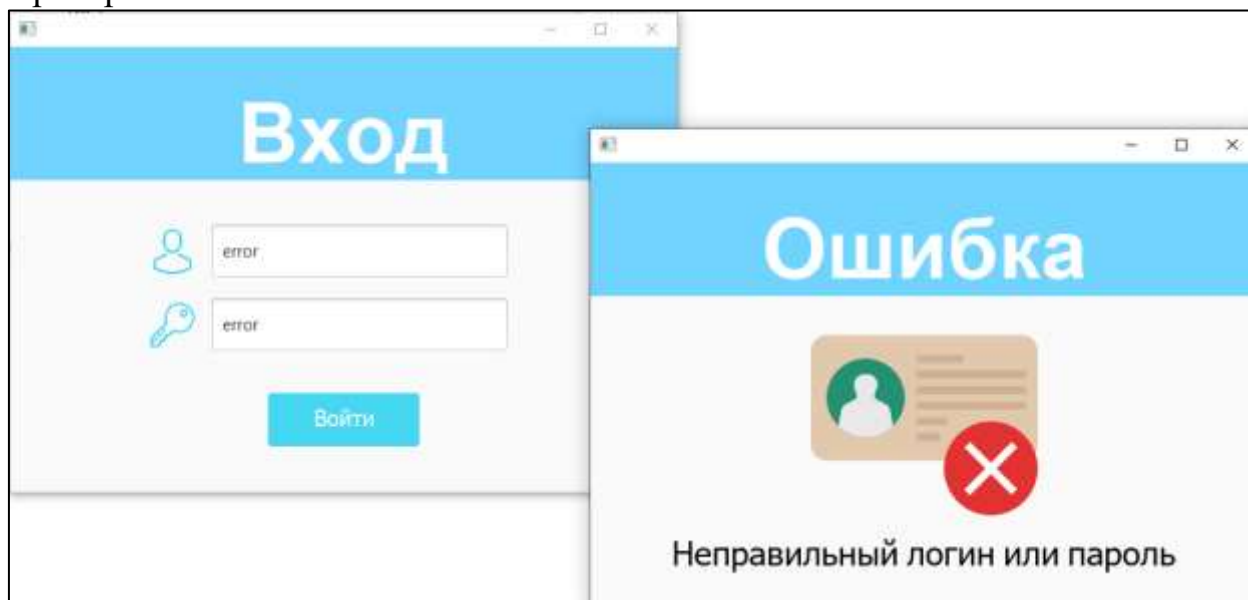 Вход
error
error
Войти
Ошибка
Неправильный логин или пароль